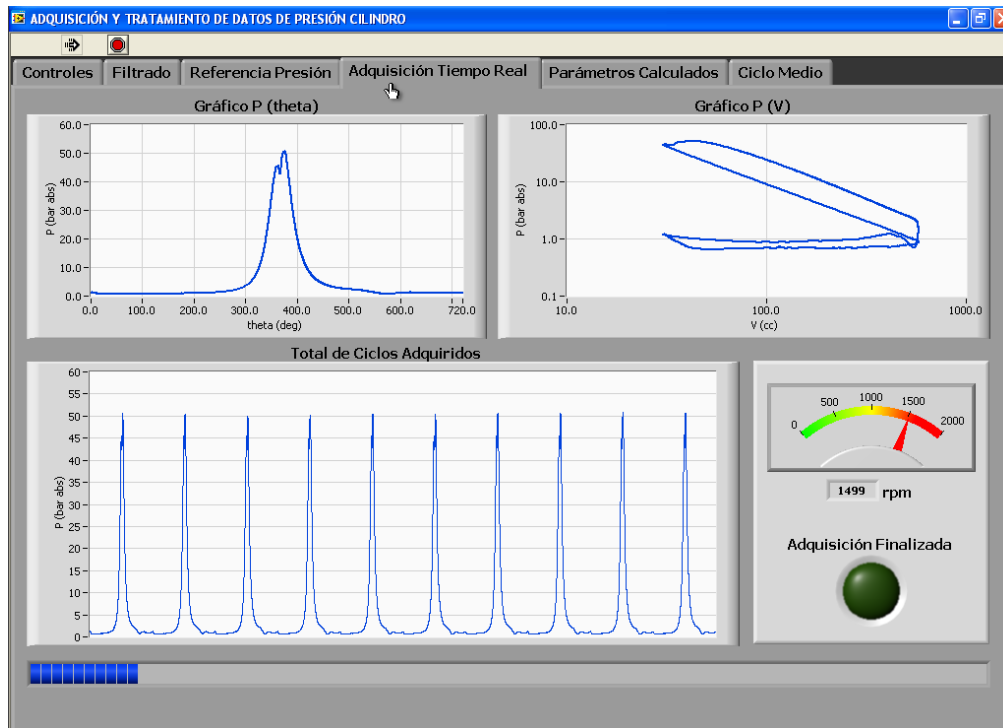 ADQUISICIÓN Y TRATAMIENTO DE DATOS DE PRESIÓN CILINDRO
Controles Filtrado Referencia Presión Adquisición Tiempo Real Parámetros Calculados Ciclo Medio
Gráfico P (theta)
60.0
50.0
40.0
30.0
20.0
10.0
0.0
P (bar abs)
0.0 100.0 200.0 300.0 400.0 500.0 600.0 720.0
theta (deg)
Gráfico P (V)
100.0
10.0
1.0
0.1
P (bar abs)
10.0 100.0 1000.0
V (cc)
Total de Ciclos Adquiridos
60
55
50
45
40
35
30
25
20
15
10
5
0
P (bar abs)
0 500 1000 1500 2000
1499 rpm
Adquisición Finalizada